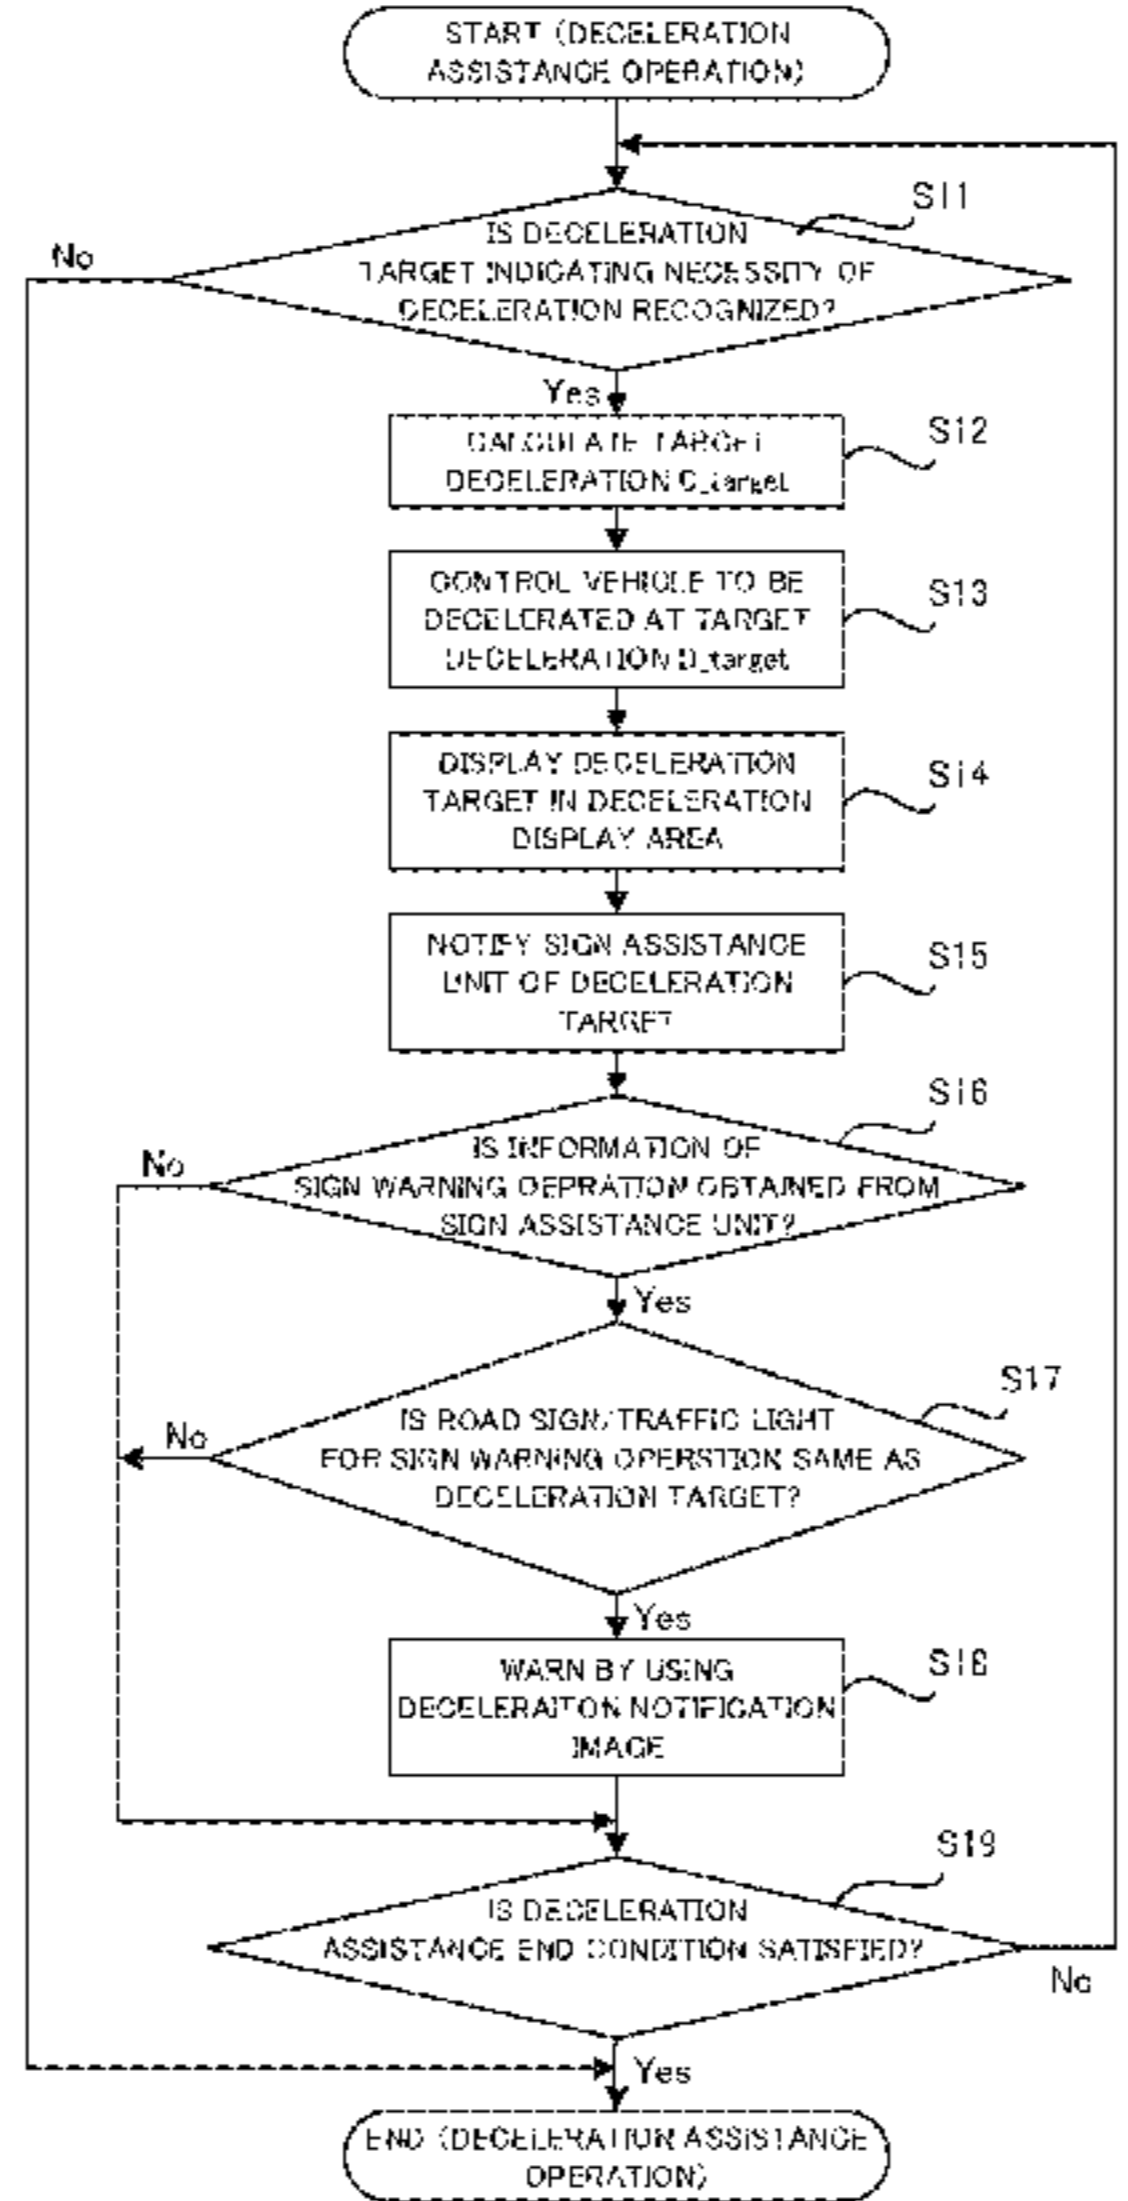 START (DECELERATION
ASSISTANCE OPERATION)
S11
No
IS DECELERATION
TARGET INDICATING NECESSITY OF
DECELERATION RECOGNIZED?
Yes
S12
CALCULATE TARGET
DECELERATION D_target
S13
CONTROL VEHICLE TO BE
DECELERATED AT TARGET
DECELERATION D_target
S14
DISPLAY DECELERATION
TARGET IN DECELERATION
DISPLAY AREA
S15
NOTIFY SIGN ASSISTANCE
UNIT OF DECELERATION
TARGET
S16
No
IS INFORMATION OF
SIGN WARNING OEPRATION OBTAINED FROM
SIGN ASSISTANCE UNIT?
Yes
S17
No
IS ROAD SIGN/TRAFFIC LIGHT
FOR SIGN WARNING OPERSTION SAME AS
DECELERATION TARGET?
Yes
S18
WARN BY USING
DECELERAITON NOTIFICATION
IMAGE
S19
IS DECELERATION
ASSISTANCE END CONDITION SATISFIED?
No
Yes
END (DECELERATION ASSISTANCE
OPERATION)